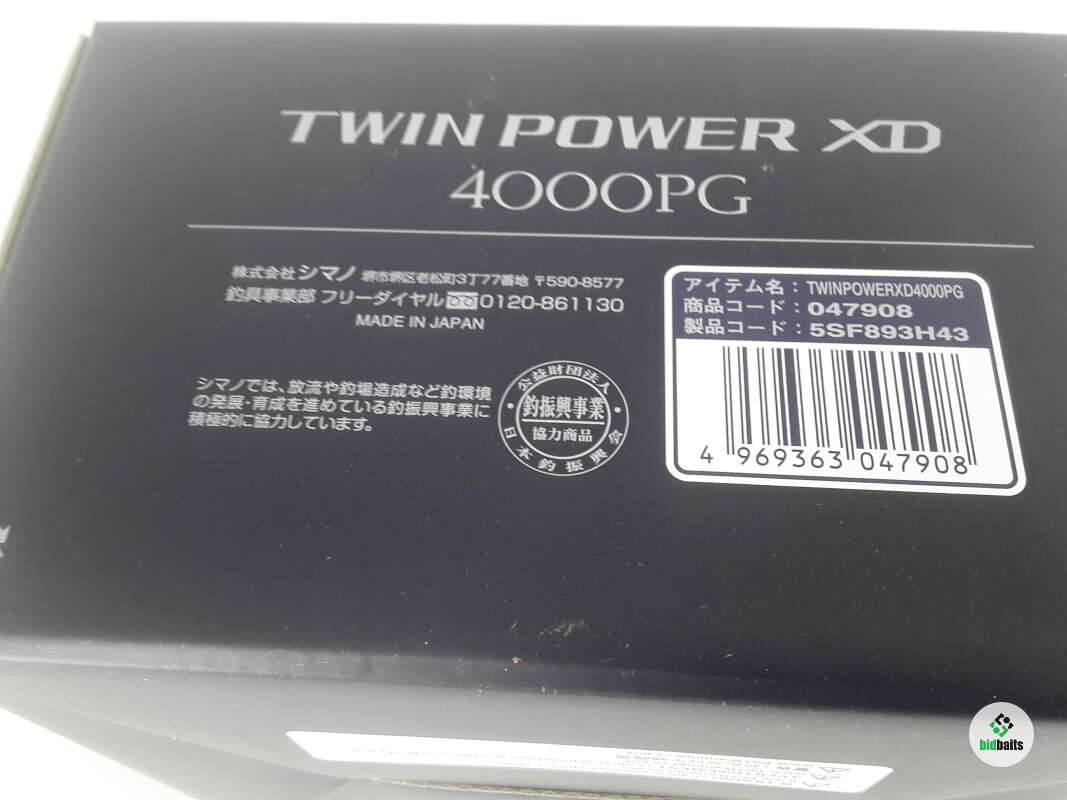 TWIN POWER XD
4000PG
株式会社 シマノ 堺市堺区老松町3丁77番地 〒590-8577
釣具事業部 フリーダイヤル 0120-861130
MADE IN JAPAN
シマノでは、放流や釣場造成など釣環境
の発展・育成を進めている釣振興事業に
積極的に協力しています。
公益財団法人
釣振興事業
協力商品
日本釣振興会
アイテム名：TWINPOWERXD4000PG
商品コード：047908
製品コード：5SF893H43
4 969363 047908
bidbaits